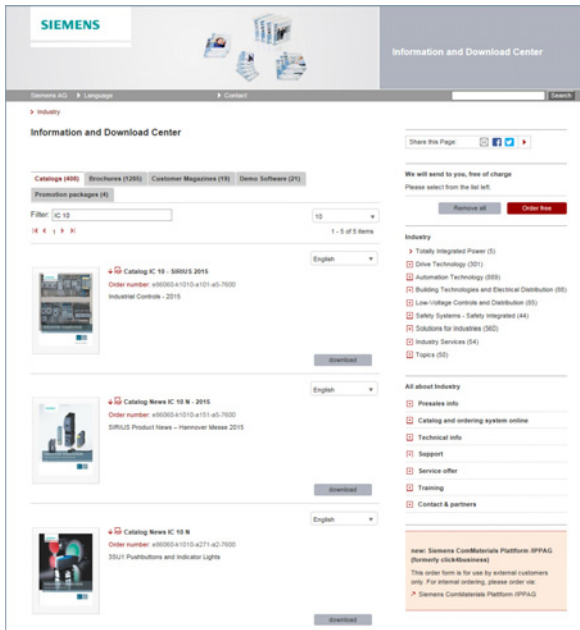 SIEMENS
Information and Download Center
Siemens AG Language Contact Search
Industry
Information and Download Center
Catalogs (400) Brochures (1205) Customer Magazines (19) Demo Software (21)
Promotion packages (4)
Filter: IC 10
10
1
1 - 5 of 5 items
English
Catalog IC 10 - SIRIUS 2015
Order number: e86060-k1010-a101-a5-7600
Industrial Controls - 2015
download
English
Catalog News IC 10 N - 2015
Order number: e86060-k1010-a151-a5-7600
SIRIUS Product News – Hannover Messe 2015
download
English
Catalog News IC 10 N
Order number: e86060-k1010-a271-a2-7600
3SU1 Pushbuttons and Indicator Lights
download
Share this Page:
We will send to you, free of charge
Please select from the list left.
Remove all Order free
Industry
Totally Integrated Power (5)
Drive Technology (301)
Automation Technology (889)
Building Technologies and Electrical Distribution (88)
Low-Voltage Controls and Distribution (85)
Safety Systems - Safety Integrated (44)
Solutions for Industries (560)
Industry Services (54)
Topics (50)
All about Industry
Presales info
Catalog and ordering system online
Technical info
Support
Service offer
Training
Contact & partners
new: Siemens ComMaterials Plattform /IPPAG
(formerly click4business)
This order form is for use by external customers
only. For internal ordering, please order via:
Siemens ComMaterials Plattform /IPPAG